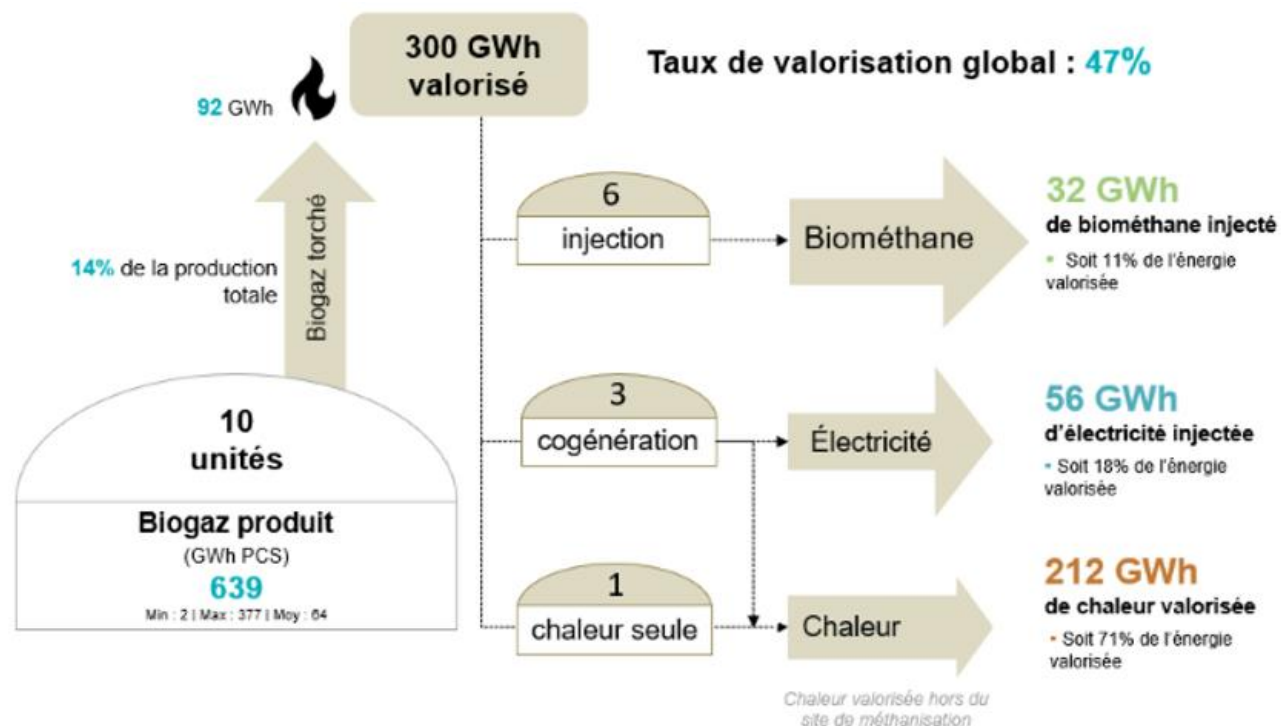 300 GWh
valorisé
Taux de valorisation global : 47%
92 GWh
14% de la production
totale
Biogaz torché
10
unités
Biogaz produit
(GWh PCS)
639
Min : 2 | Max : 377 | Moy : 64
6
injection
Biométhane
32 GWh
de biométhane injecté
• Soit 11% de l'énergie
valorisée
3
cogénération
Électricité
56 GWh
d'électricité injectée
• Soit 18% de l'énergie
valorisée
1
chaleur seule
Chaleur
212 GWh
de chaleur valorisée
• Soit 71% de l'énergie
valorisée
Chaleur valorisée hors du
site de méthanisation